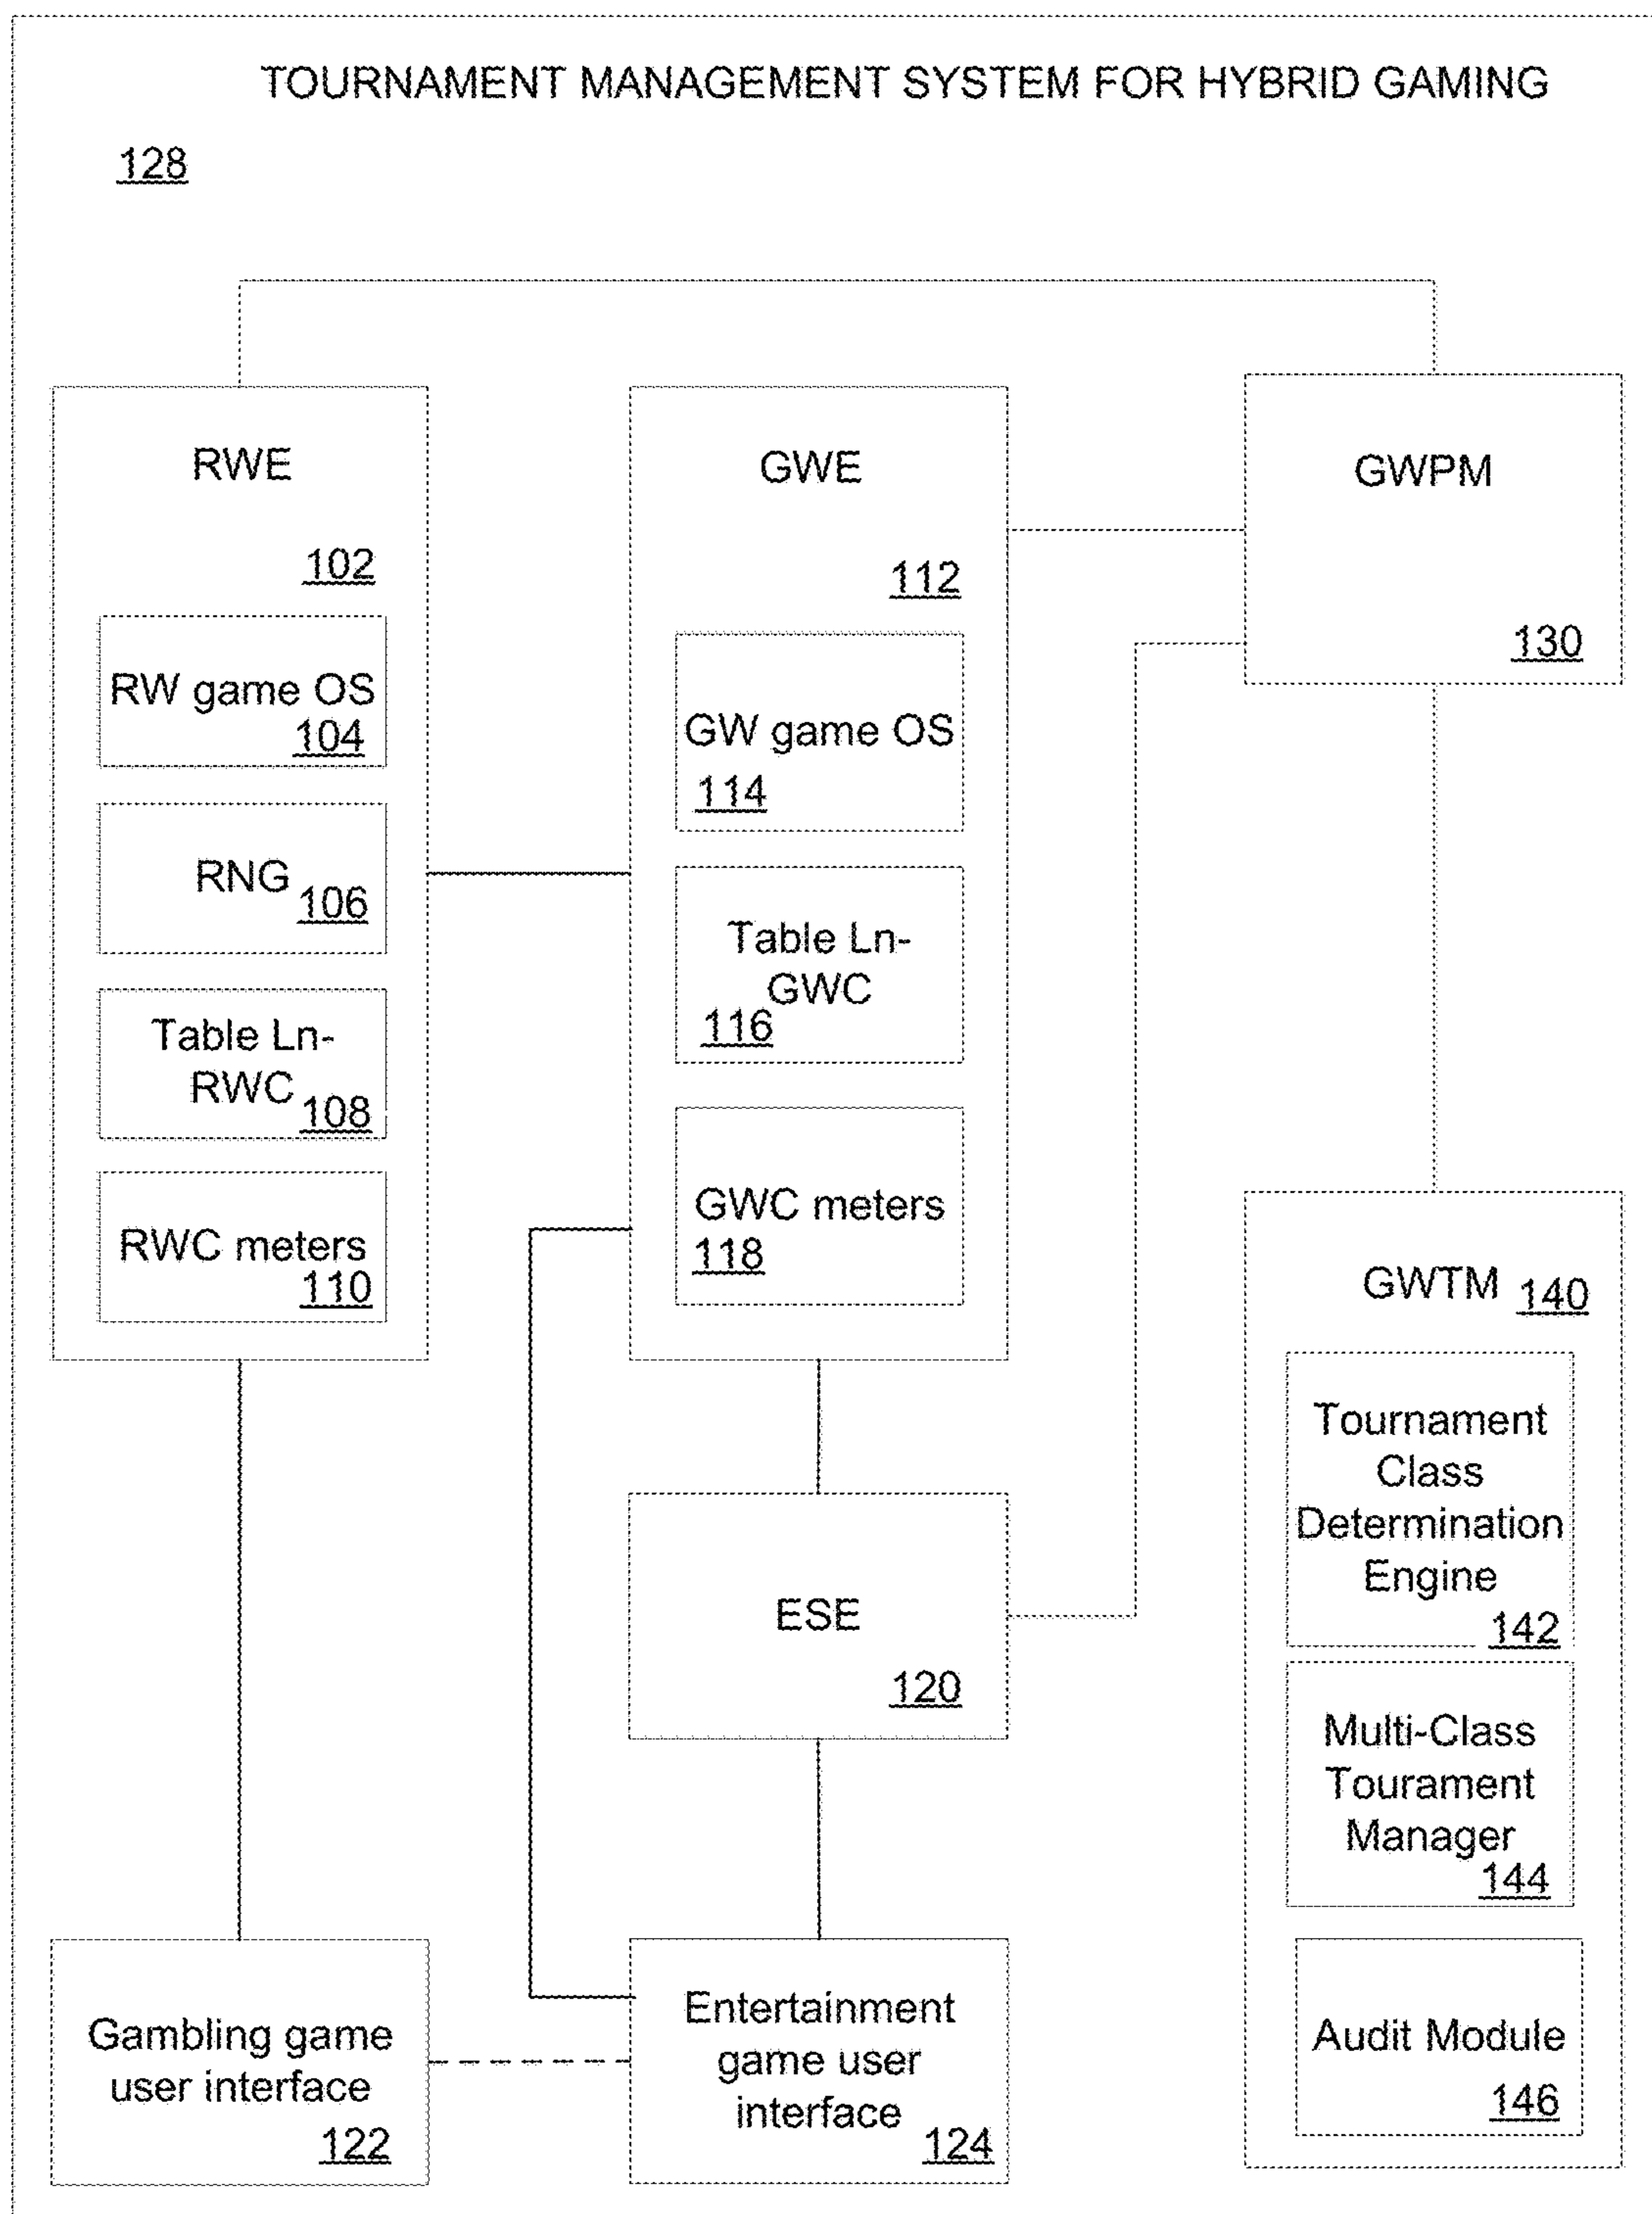 TOURNAMENT MANAGEMENT SYSTEM FOR HYBRID GAMING
128
RWE
102
RW game OS
104
RNG
106
Table Ln-
RWC
108
RWC meters
110
GWE
112
GW game OS
114
Table Ln-
GWC
116
GWC meters
118
GWPM
130
GWTM
140
Tournament
Class
Determination
Engine
142
Multi-Class
Tourament
Manager
144
Audit Module
146
ESE
120
Gambling game
user interface
122
Entertainment
game user
interface
124